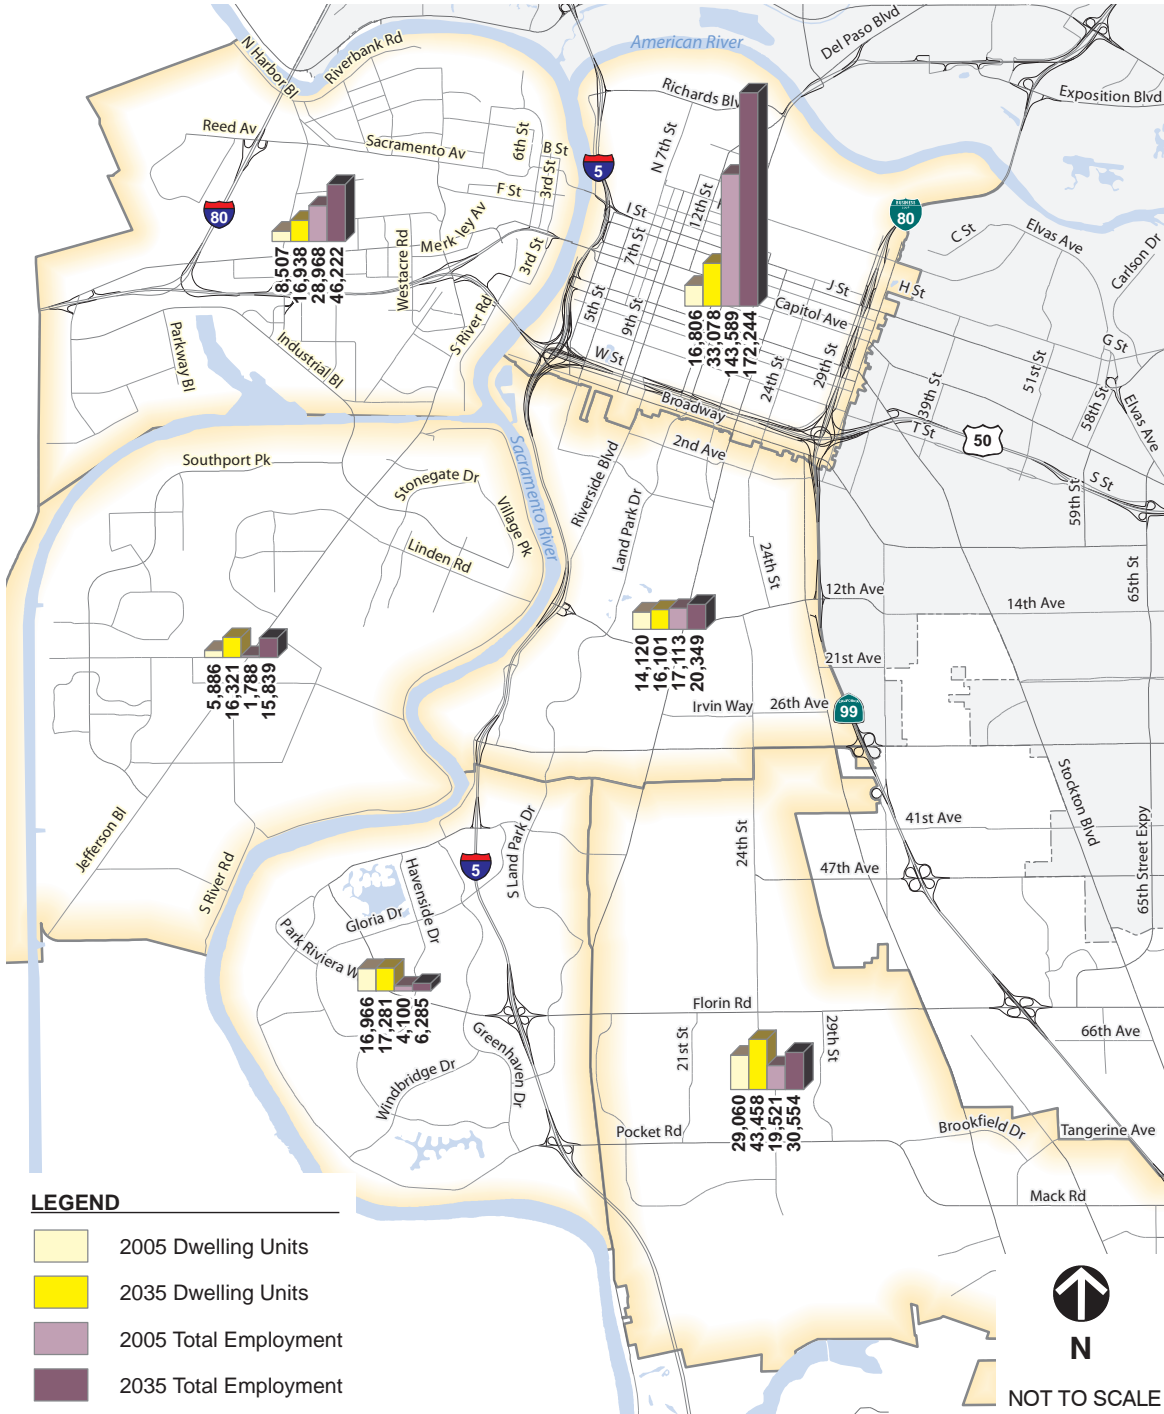 American River
Del Paso Blvd
N Harbor Bl
Riverbank Rd
Richards Blv
Exposition Blvd
Reed Av
Sacramento Av
6th St
B St
3rd St
F St
5
N 7th St
12th St
80
I St
7th St
BUSINESS
80
C St
Elvas Ave
Carlson Dr
8,507
16,938
28,968
46,222
Merkley Av
Westacre Rd
3rd St
S River Rd
5th St
9th St
J St
Capitol Ave
H St
16,806
33,078
143,589
172,244
24th St
29th St
G St
51st St
39th St
58th St
Elvas Ave
Parkway Bl
Industrial Bl
W St
Broadway
T St
50
S St
59th St
2nd Ave
Southport Pk
Stonegate Dr
Village Pk
Linden Rd
Sacramento River
Riverside Blvd
Land Park Dr
24th St
12th Ave
14th Ave
65th St
5,886
16,321
1,788
15,839
14,120
16,101
17,113
20,349
21st Ave
Irvin Way
26th Ave
99
Stockton Blvd
Jefferson Bl
S River Rd
5
S Land Park Dr
24th St
41st Ave
47th Ave
65th Street Expy
Havenside Dr
Gloria Dr
Park Riviera W
16,966
17,281
4,100
6,285
Greenhaven Dr
Windbridge Dr
Florin Rd
21st St
29th St
66th Ave
29,060
43,458
19,521
30,554
Pocket Rd
Brookfield Dr
Tangerine Ave
Mack Rd
LEGEND
2005 Dwelling Units
2035 Dwelling Units
2005 Total Employment
2035 Total Employment
N
NOT TO SCALE